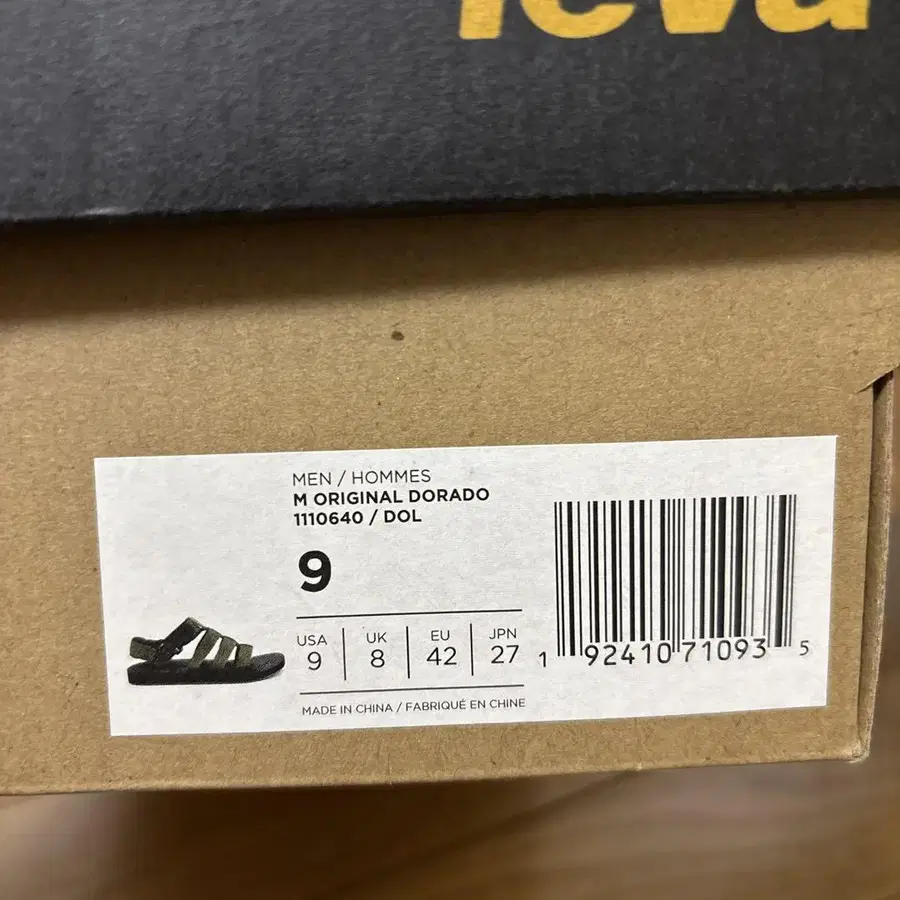 Teva
MEN / HOMMES
M ORIGINAL DORADO
1110640 / DOL
9
USA UK EU JPN
9 8 42 27
MADE IN CHINA / FABRIQUÉ EN CHINE
1 92410 71093 5